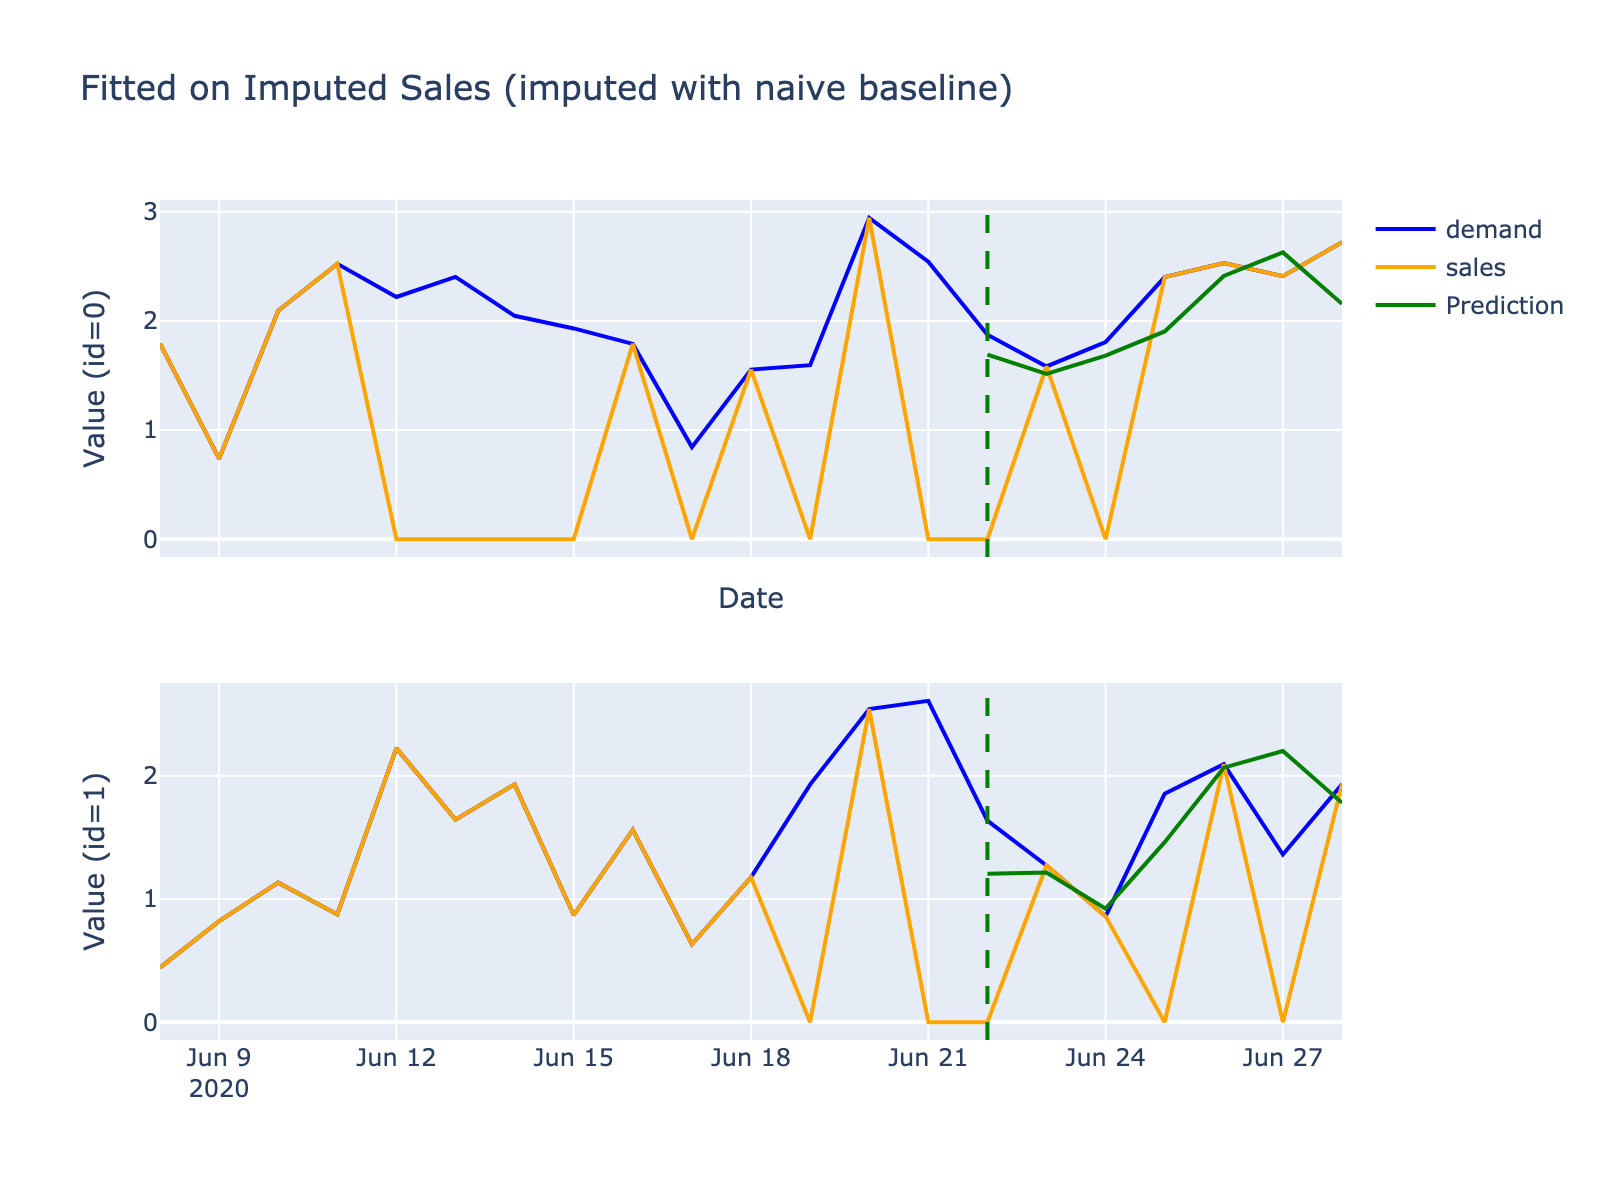 Fitted on Imputed Sales (imputed with naive baseline)
3
2
1
0
Value (id=0)
Date
demand
sales
Prediction
2
1
0
Value (id=1)
Jun 9
2020
Jun 12
Jun 15
Jun 18
Jun 21
Jun 24
Jun 27